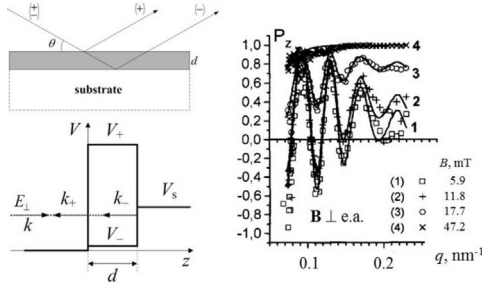 (±) (+) (−)
θ
d
substrate
V
V₊
E⊥
k₊
k₋
Vs
k
V₋
d
z
Pz
1,0
0,8
0,6
0,4
0,2
0,0
-0,2
-0,4
-0,6
-0,8
-1,0
4
3
2
1
B, mT
(1) □ 5.9
(2) + 11.8
(3) ○ 17.7
(4) × 47.2
B ⊥ e.a.
0.1 0.2 q, nm⁻¹